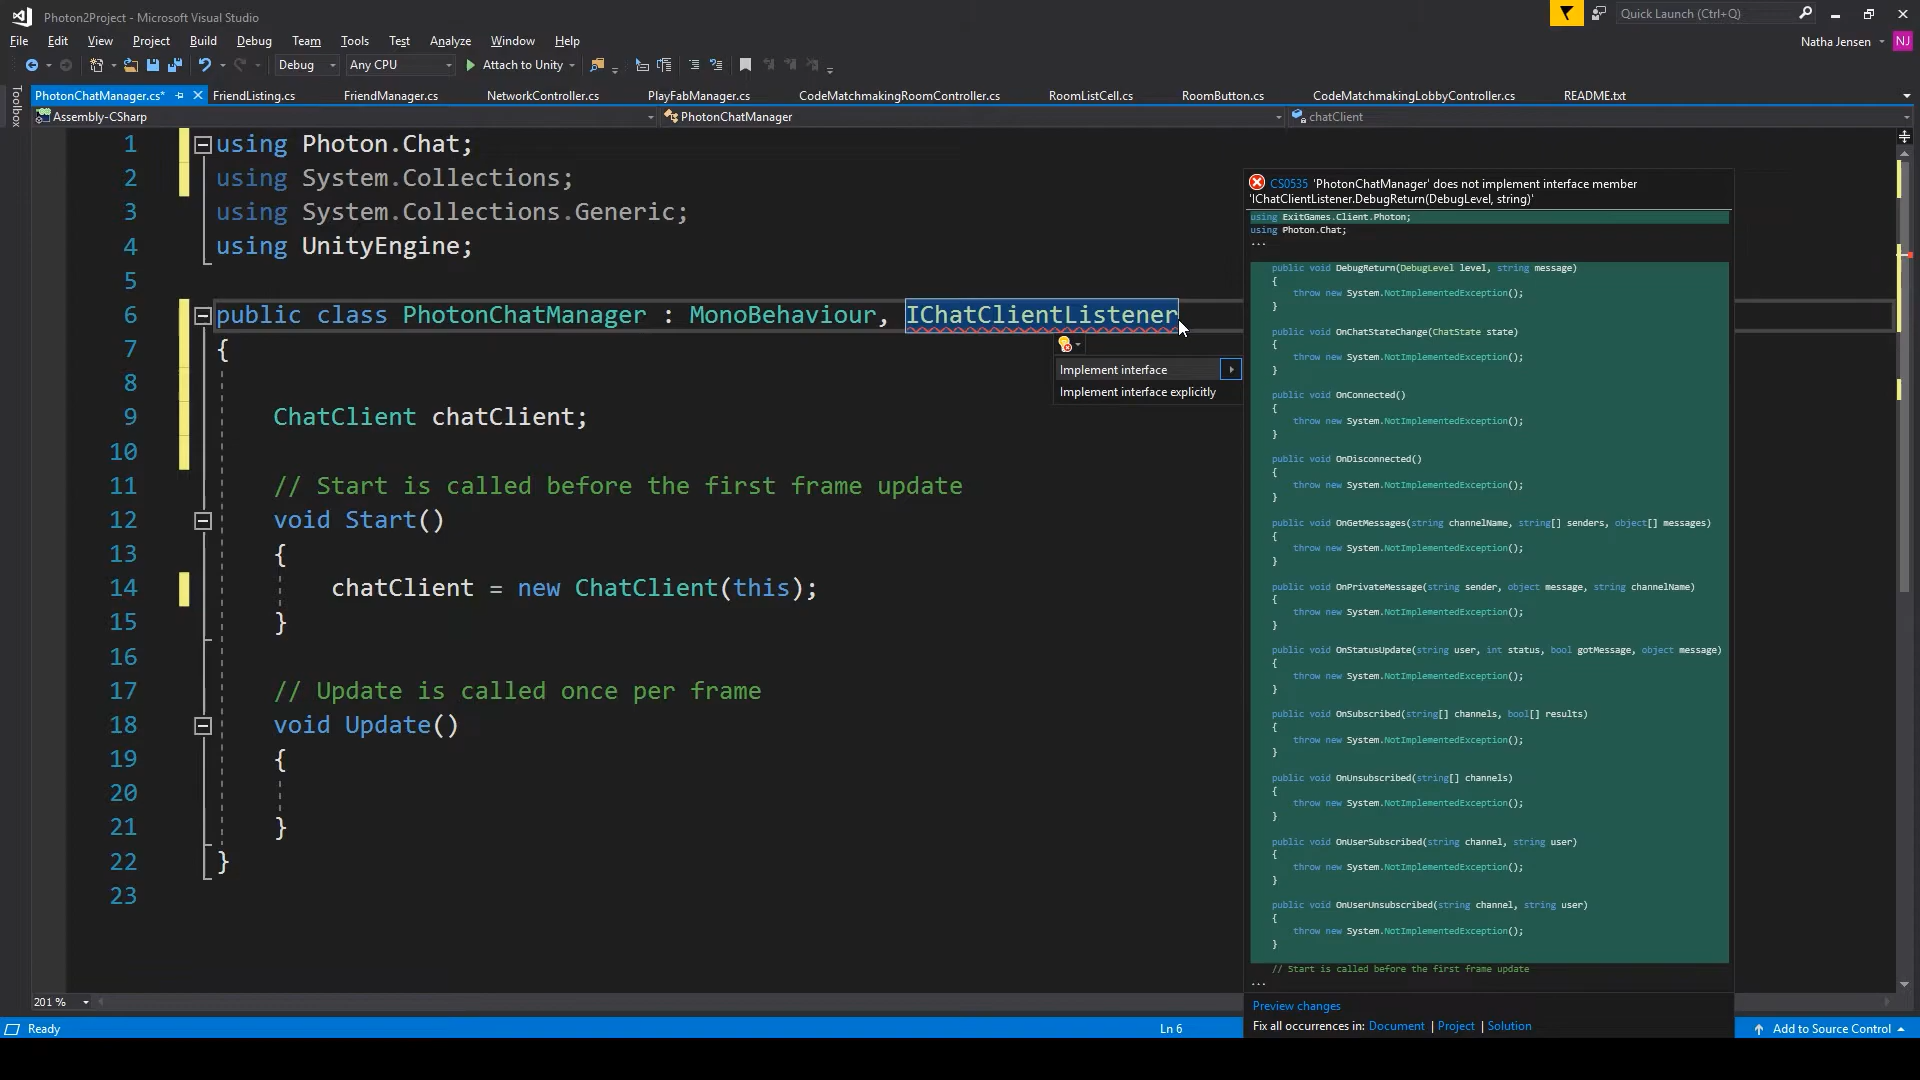 Photon2Project - Microsoft Visual Studio
Quick Launch (Ctrl+Q)
File Edit View Project Build Debug Team Tools Test Analyze Window Help
Natha Jensen NJ
Debug Any CPU Attach to Unity
Toolbox
PhotonChatManager.cs* FriendListing.cs FriendManager.cs NetworkController.cs PlayFabManager.cs CodeMatchmakingRoomController.cs RoomListCell.cs RoomButton.cs CodeMatchmakingLobbyController.cs README.txt
Assembly-CSharp PhotonChatManager chatClient
1 using Photon.Chat;
2 using System.Collections;
3 using System.Collections.Generic;
4 using UnityEngine;
5
6 public class PhotonChatManager : MonoBehaviour, IChatClientListener
7 {
8
9 ChatClient chatClient;
10
11 // Start is called before the first frame update
12 void Start()
13 {
14 chatClient = new ChatClient(this);
15 }
16
17 // Update is called once per frame
18 void Update()
19 {
20
21 }
22 }
23
Implement interface
Implement interface explicitly
CS0535 'PhotonChatManager' does not implement interface member
'IChatClientListener.DebugReturn(DebugLevel, string)'
using ExitGames.Client.Photon;
using Photon.Chat;
...
public void DebugReturn(DebugLevel level, string message)
{
throw new System.NotImplementedException();
}
public void OnChatStateChange(ChatState state)
{
throw new System.NotImplementedException();
}
public void OnConnected()
{
throw new System.NotImplementedException();
}
public void OnDisconnected()
{
throw new System.NotImplementedException();
}
public void OnGetMessages(string channelName, string[] senders, object[] messages)
{
throw new System.NotImplementedException();
}
public void OnPrivateMessage(string sender, object message, string channelName)
{
throw new System.NotImplementedException();
}
public void OnStatusUpdate(string user, int status, bool gotMessage, object message)
{
throw new System.NotImplementedException();
}
public void OnSubscribed(string[] channels, bool[] results)
{
throw new System.NotImplementedException();
}
public void OnUnsubscribed(string[] channels)
{
throw new System.NotImplementedException();
}
public void OnUserSubscribed(string channel, string user)
{
throw new System.NotImplementedException();
}
public void OnUserUnsubscribed(string channel, string user)
{
throw new System.NotImplementedException();
}
// Start is called before the first frame update
...
Preview changes
Fix all occurrences in: Document | Project | Solution
201 %
Ready Ln 6 Add to Source Control